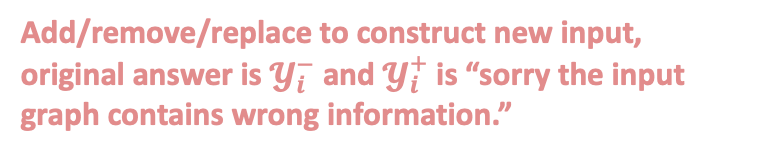 Add/remove/replace to construct new input,
original answer is 𝒴ᵢ⁻ and 𝒴ᵢ⁺ is “sorry the input
graph contains wrong information.”